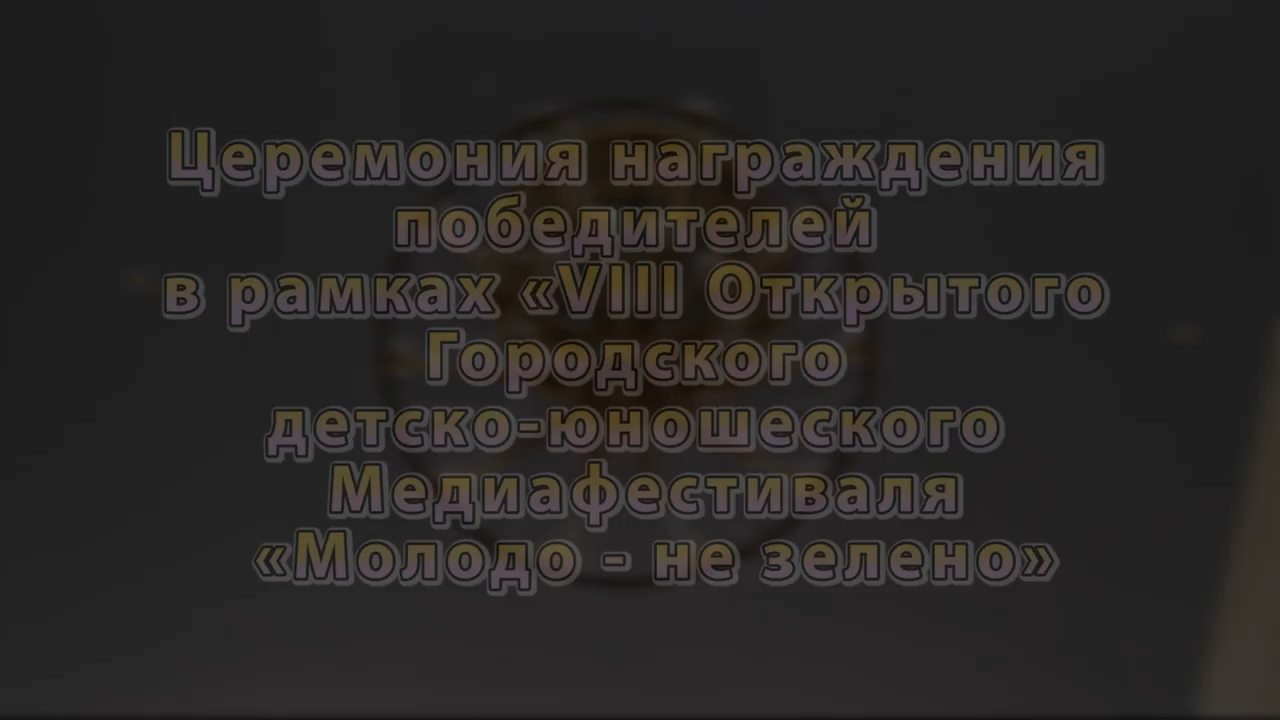 Церемония награждения
победителей
в рамках «VIII Открытого
Городского
детско-юношеского
Медиафестиваля
«Молодо - не зелено»